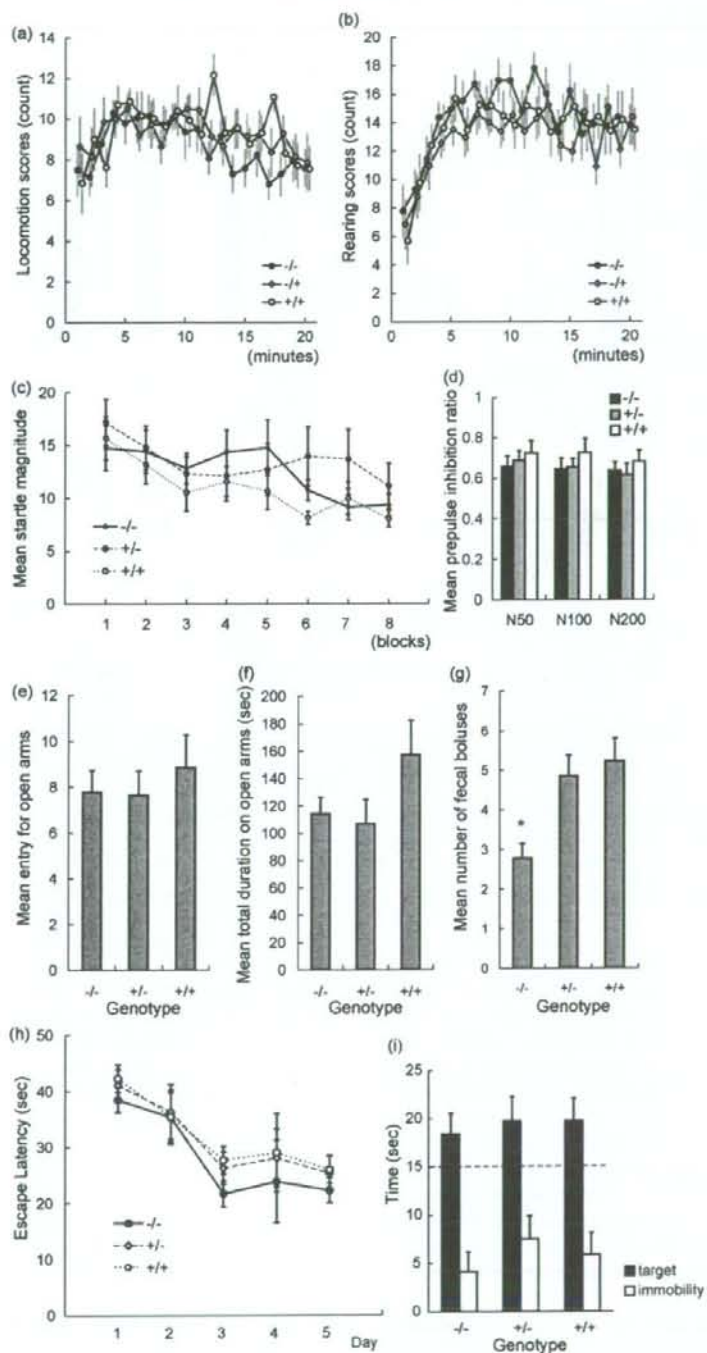 (a)
14
12
10
8
6
4
2
0
Locomotion scores (count)
-/-
-/+
+/+
0 5 10 15 20
(minutes)
(b)
20
18
16
14
12
10
8
6
4
2
0
Rearing scores (count)
-/-
-/+
+/+
0 5 10 15 20
(minutes)
(c)
20
15
10
5
0
Mean startle magnitude
-/-
+/-
+/+
1 2 3 4 5 6 7 8
(blocks)
(d)
1
0.8
0.6
0.4
0.2
0
Mean prepulse inhibition ratio
-/-
+/-
+/+
N50 N100 N200
(e)
12
10
8
6
4
2
0
Mean entry for open arms
-/- +/- +/+
Genotype
(f)
200
180
160
140
120
100
80
60
40
20
0
Mean total duration on open arms (sec)
-/- +/- +/+
Genotype
(g)
7
6
5
4
3
2
1
0
Mean number of fecal boluses
*
-/- +/- +/+
Genotype
(h)
50
40
30
20
10
0
Escape Latency (sec)
-/-
+/-
+/+
1 2 3 4 5 Day
(i)
25
20
15
10
5
0
Time (sec)
target
immobility
-/- +/- +/+
Genotype